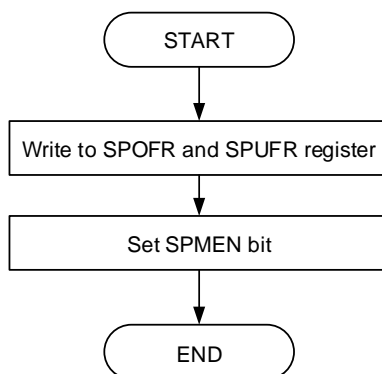 START
Write to SPOFR and SPUFR register
Set SPMEN bit
END